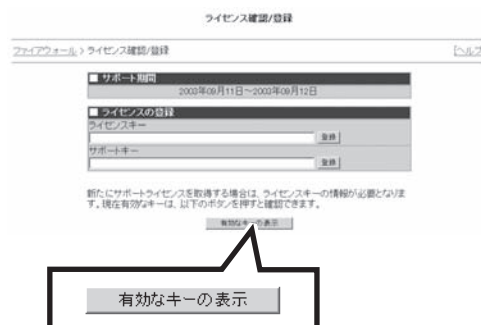 ライセンス確認/登録
ファイアウォール > ライセンス確認/登録
[ヘルプ
■ サポート期間
2003年09月11日～2003年09月12日
■ ライセンスの登録
ライセンスキー
登録
サポートキー
登録
新たにサポートライセンスを取得する場合は、ライセンスキーの情報が必要となりま
す。現在有効なキーは、以下のボタンを押すと確認できます。
有効なキーの表示
有効なキーの表示